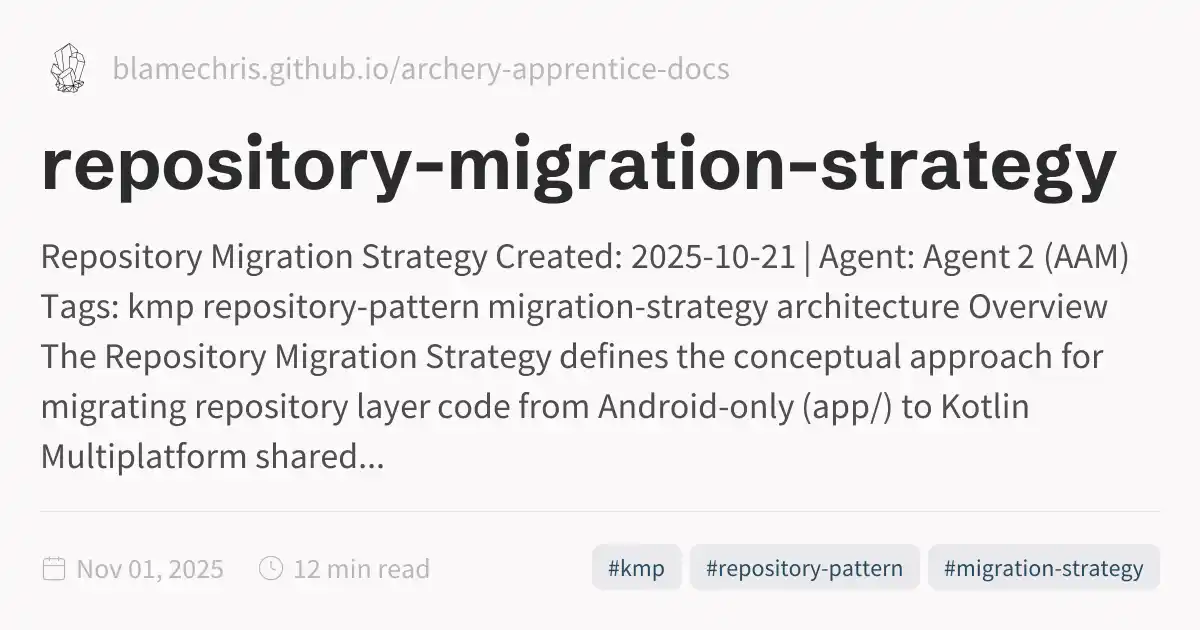 blamechris.github.io/archery-apprentice-docs
repository-migration-strategy
Repository Migration Strategy Created: 2025-10-21 | Agent: Agent 2 (AAM)
Tags: kmp repository-pattern migration-strategy architecture Overview
The Repository Migration Strategy defines the conceptual approach for
migrating repository layer code from Android-only (app/) to Kotlin
Multiplatform shared...
Nov 01, 2025 12 min read #kmp #repository-pattern #migration-strategy